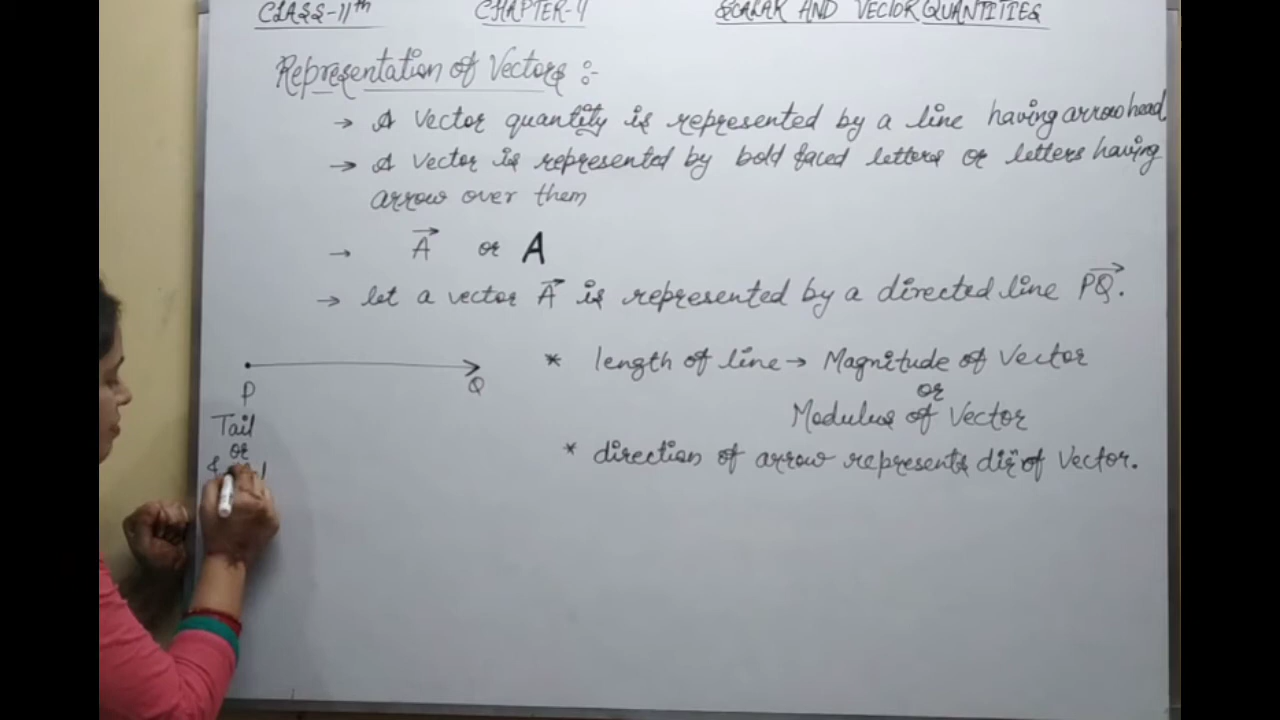 CLASS-11th CHAPTER-4 SCALAR AND VECTOR QUANTITIES
Representation of Vectors :-
→ A Vector quantity is represented by a line having arrow head
→ A Vector is represented by bold faced letters or letters having
arrow over them
→ A⃗ or A
→ let a vector A⃗ is represented by a directed line PQ⃗.
P Q
Tail
or
* length of line → Magnitude of Vector
or
Modulus of Vector
* direction of arrow represents dirⁿ of Vector.